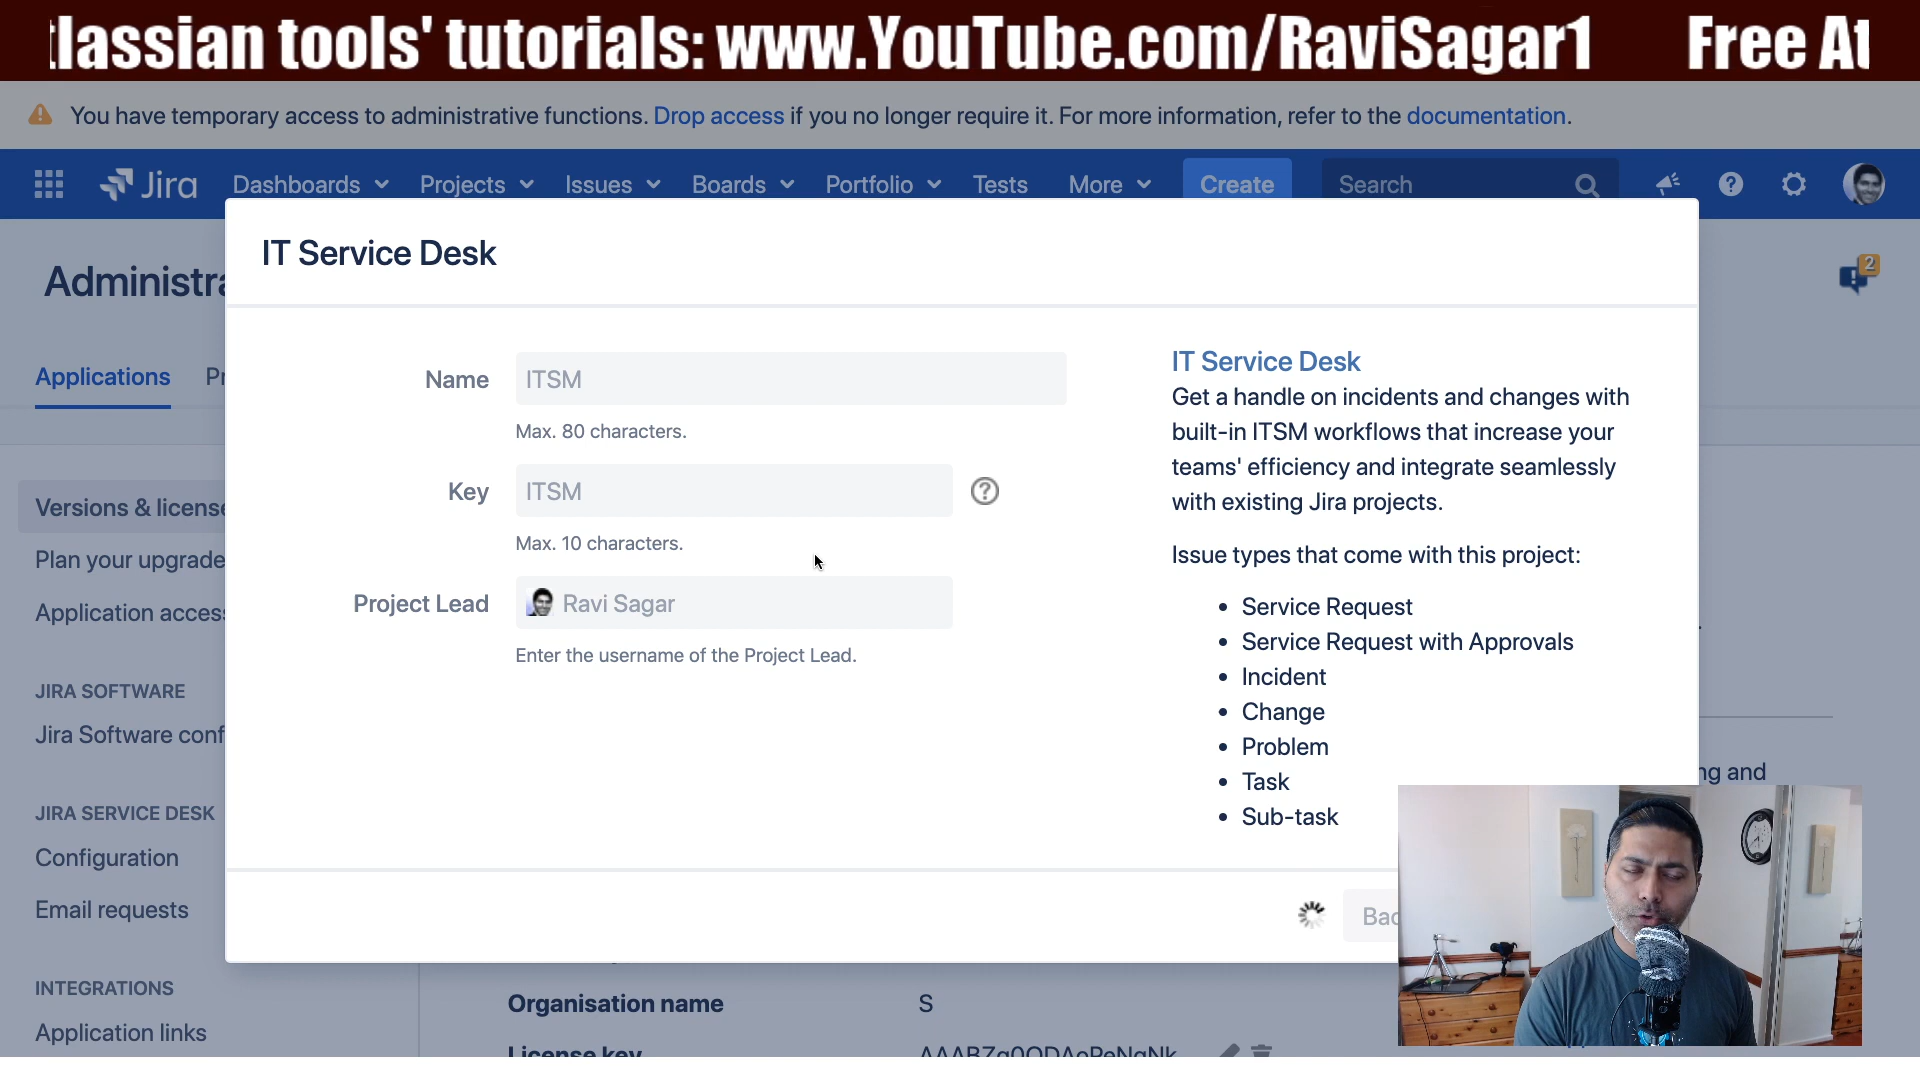 tlassian tools' tutorials: www.YouTube.com/RaviSagar1 Free At
You have temporary access to administrative functions. Drop access if you no longer require it. For more information, refer to the documentation.
Jira Dashboards Projects Issues Boards Portfolio Tests More Create Search
IT Service Desk
Administra
2
Applications Pr
Name ITSM
Max. 80 characters.
Key ITSM
Max. 10 characters.
Project Lead Ravi Sagar
Enter the username of the Project Lead.
IT Service Desk
Get a handle on incidents and changes with
built-in ITSM workflows that increase your
teams' efficiency and integrate seamlessly
with existing Jira projects.
Issue types that come with this project:
• Service Request
• Service Request with Approvals
• Incident
• Change
• Problem
• Task
• Sub-task
Bac
Versions & license
Plan your upgrade
Application acces
JIRA SOFTWARE
Jira Software conf
JIRA SERVICE DESK
Configuration
Email requests
INTEGRATIONS
Application links
ng and
Organisation name S
License key